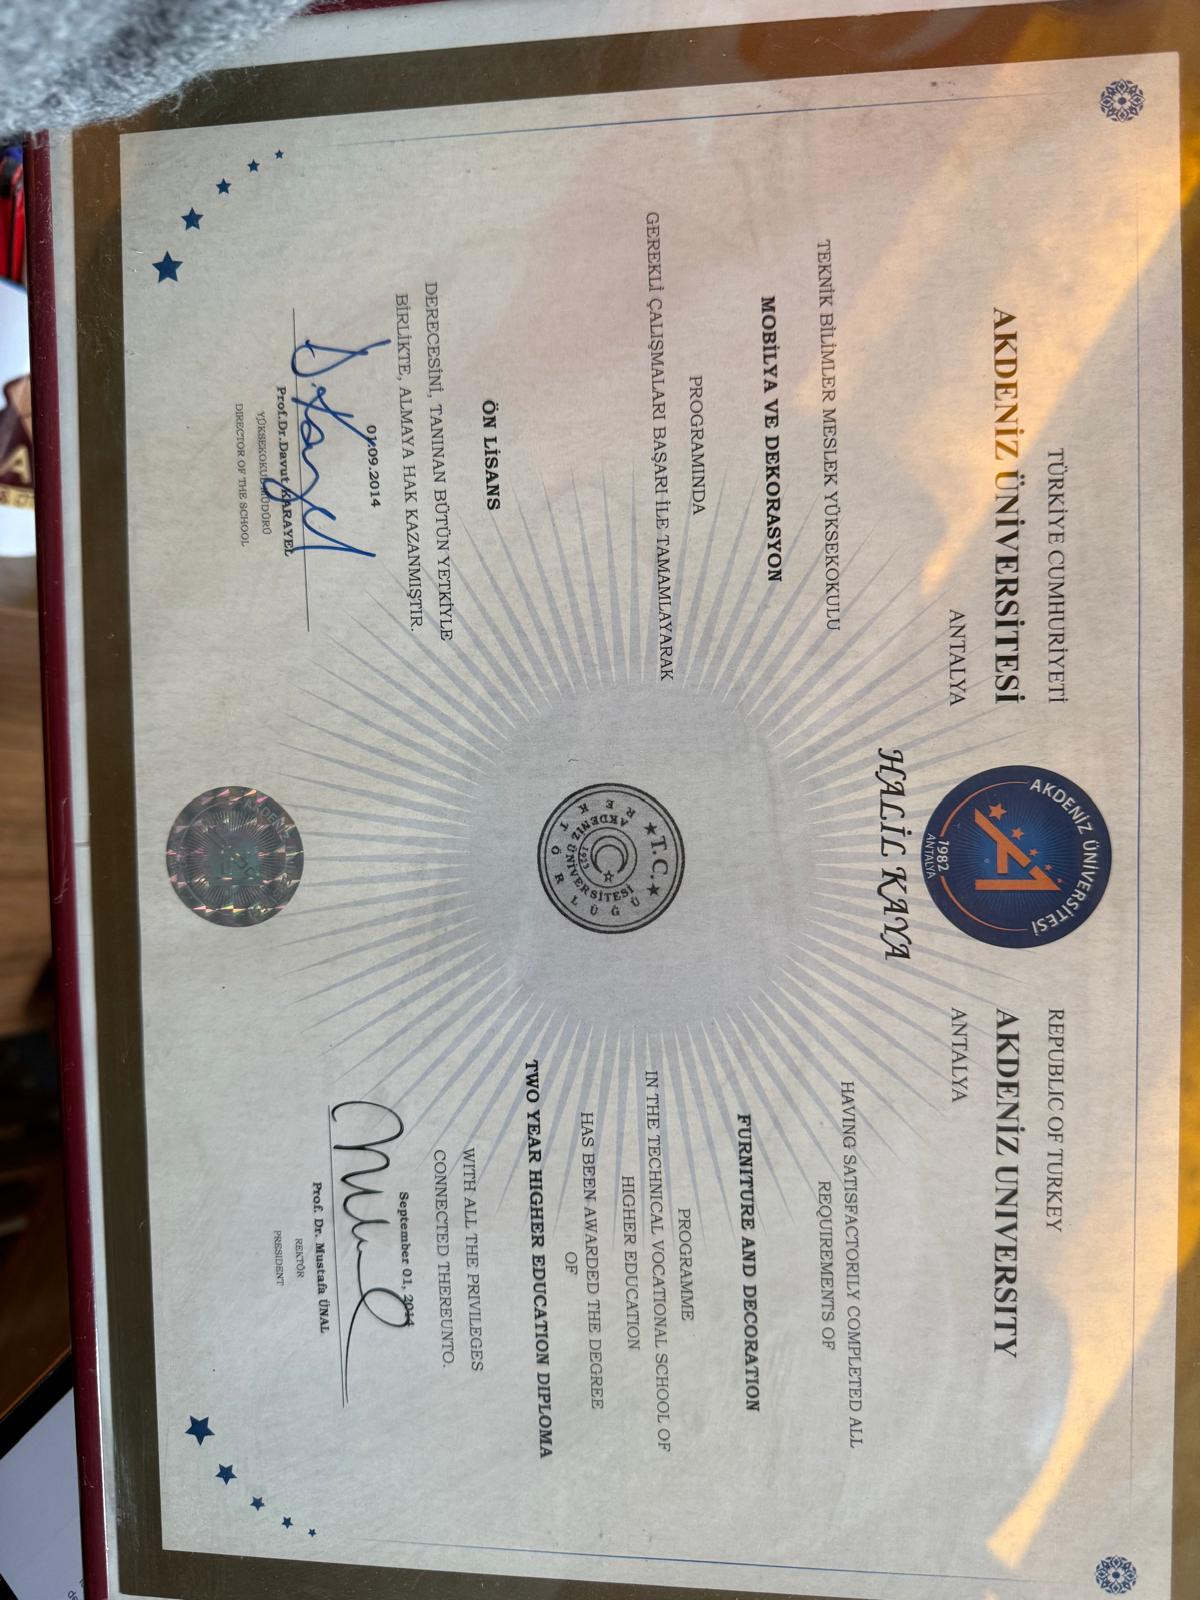 TÜRKİYE CUMHURİYETİ
AKDENİZ ÜNİVERSİTESİ
ANTALYA
AKDENİZ ÜNİVERSİTESİ
1982
ANTALYA
REPUBLIC OF TURKEY
AKDENİZ UNIVERSITY
ANTALYA
HALİL KAYA
TEKNİK BİLİMLER MESLEK YÜKSEKOKULU
MOBİLYA VE DEKORASYON
PROGRAMINDA
GEREKLİ ÇALIŞMALARI BAŞARI İLE TAMAMLAYARAK
ÖN LİSANS
DERECESİNİ, TANINAN BÜTÜN YETKİYLE
BİRLİKTE, ALMAYA HAK KAZANMIŞTIR.
01.09.2014
Prof.Dr.Davut KARAYEL
YÜKSEKOKUL MÜDÜRÜ
DIRECTOR OF THE SCHOOL
T.C.
AKDENİZ ÜNİVERSİTESİ
REKTÖRLÜĞÜ
AKDENİZ
HAVING SATISFACTORILY COMPLETED ALL
REQUIREMENTS OF
FURNITURE AND DECORATION
PROGRAMME
IN THE TECHNICAL VOCATIONAL SCHOOL OF
HIGHER EDUCATION
HAS BEEN AWARDED THE DEGREE
OF
TWO YEAR HIGHER EDUCATION DIPLOMA
WITH ALL THE PRIVILEGES
CONNECTED THEREUNTO.
September 01, 2014
Prof. Dr. Mustafa ÜNAL
REKTÖR
PRESIDENT